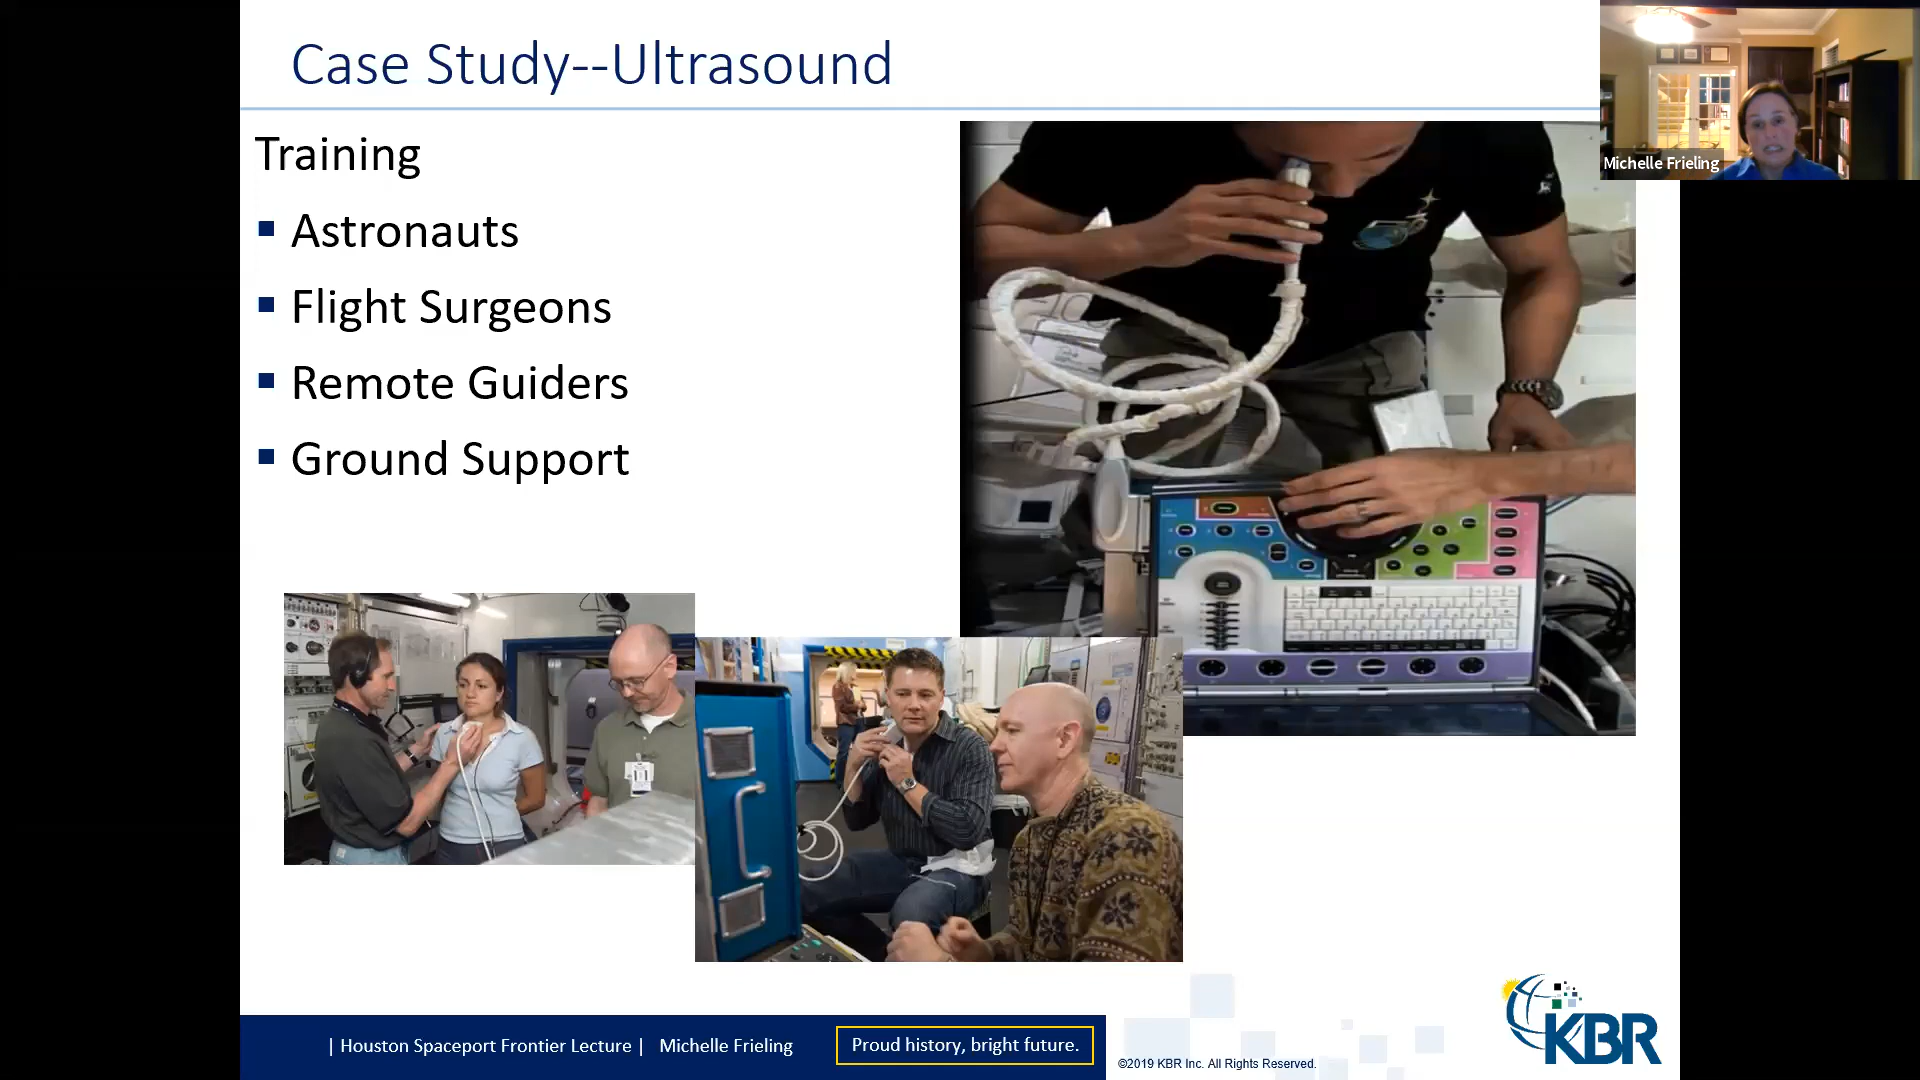 Case Study--Ultrasound
Michelle Frieling
Training
Astronauts
Flight Surgeons
Remote Guiders
Ground Support
| Houston Spaceport Frontier Lecture | Michelle Frieling
Proud history, bright future.
©2019 KBR Inc. All Rights Reserved.
KBR